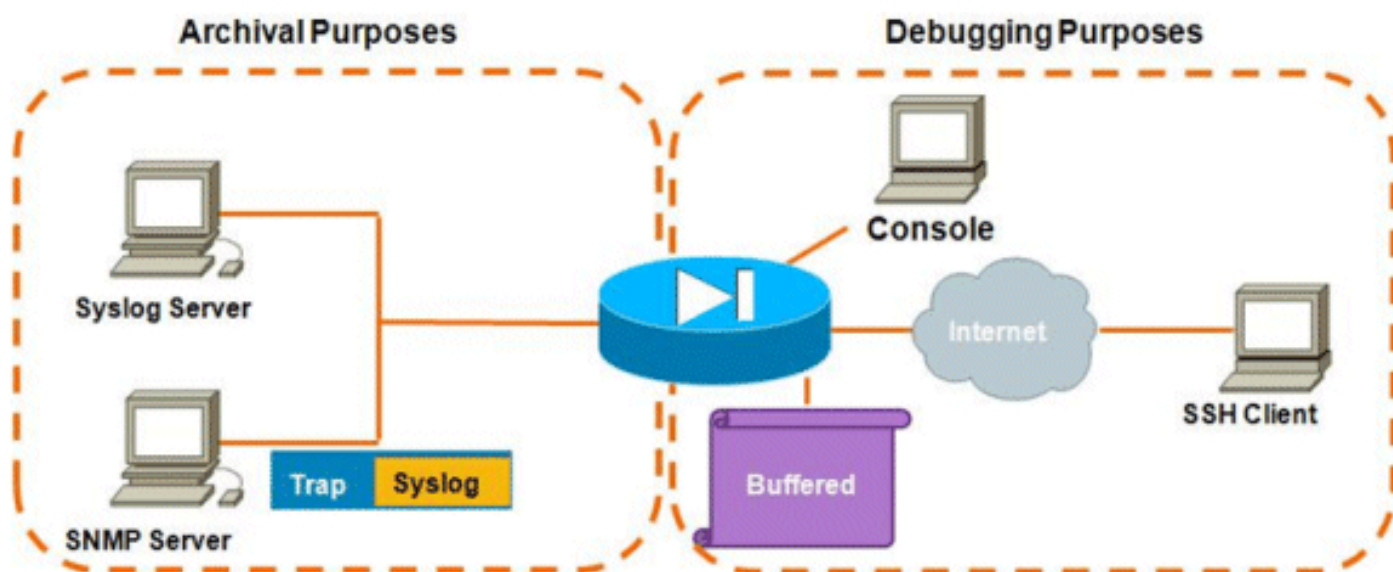 Archival Purposes
Debugging Purposes
Syslog Server
SNMP Server
Trap
Syslog
Console
Internet
SSH Client
Buffered